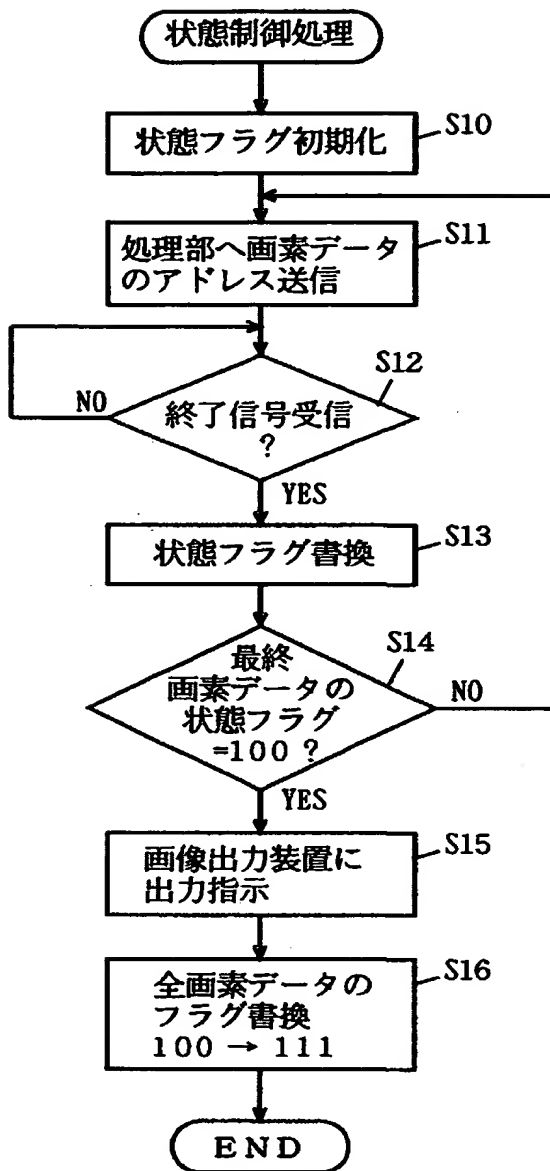 状態制御処理
状態フラグ初期化
S10
処理部へ画素データ
のアドレス送信
S11
終了信号受信
?
S12
NO
YES
状態フラグ書換
S13
最終
画素データの
状態フラグ
=100?
S14
NO
YES
画像出力装置に
出力指示
S15
全画素データの
フラグ書換
100 → 111
S16
END